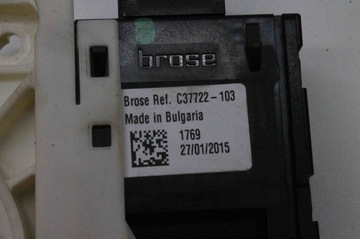 brose
Brose Ref. C37722-103
Made in Bulgaria
1769
27/01/2015